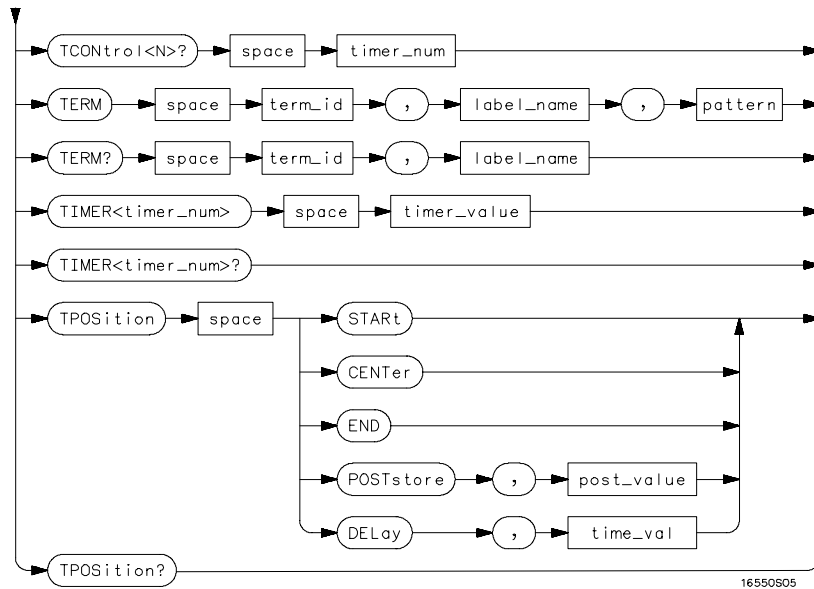 TCONtrol<N>? space timer_num
TERM space term_id , label_name , pattern
TERM? space term_id , label_name
TIMER<timer_num> space timer_value
TIMER<timer_num>?
TPOSition space STARt
CENTer
END
POSTstore , post_value
DELay , time_val
TPOSition?
16550S05